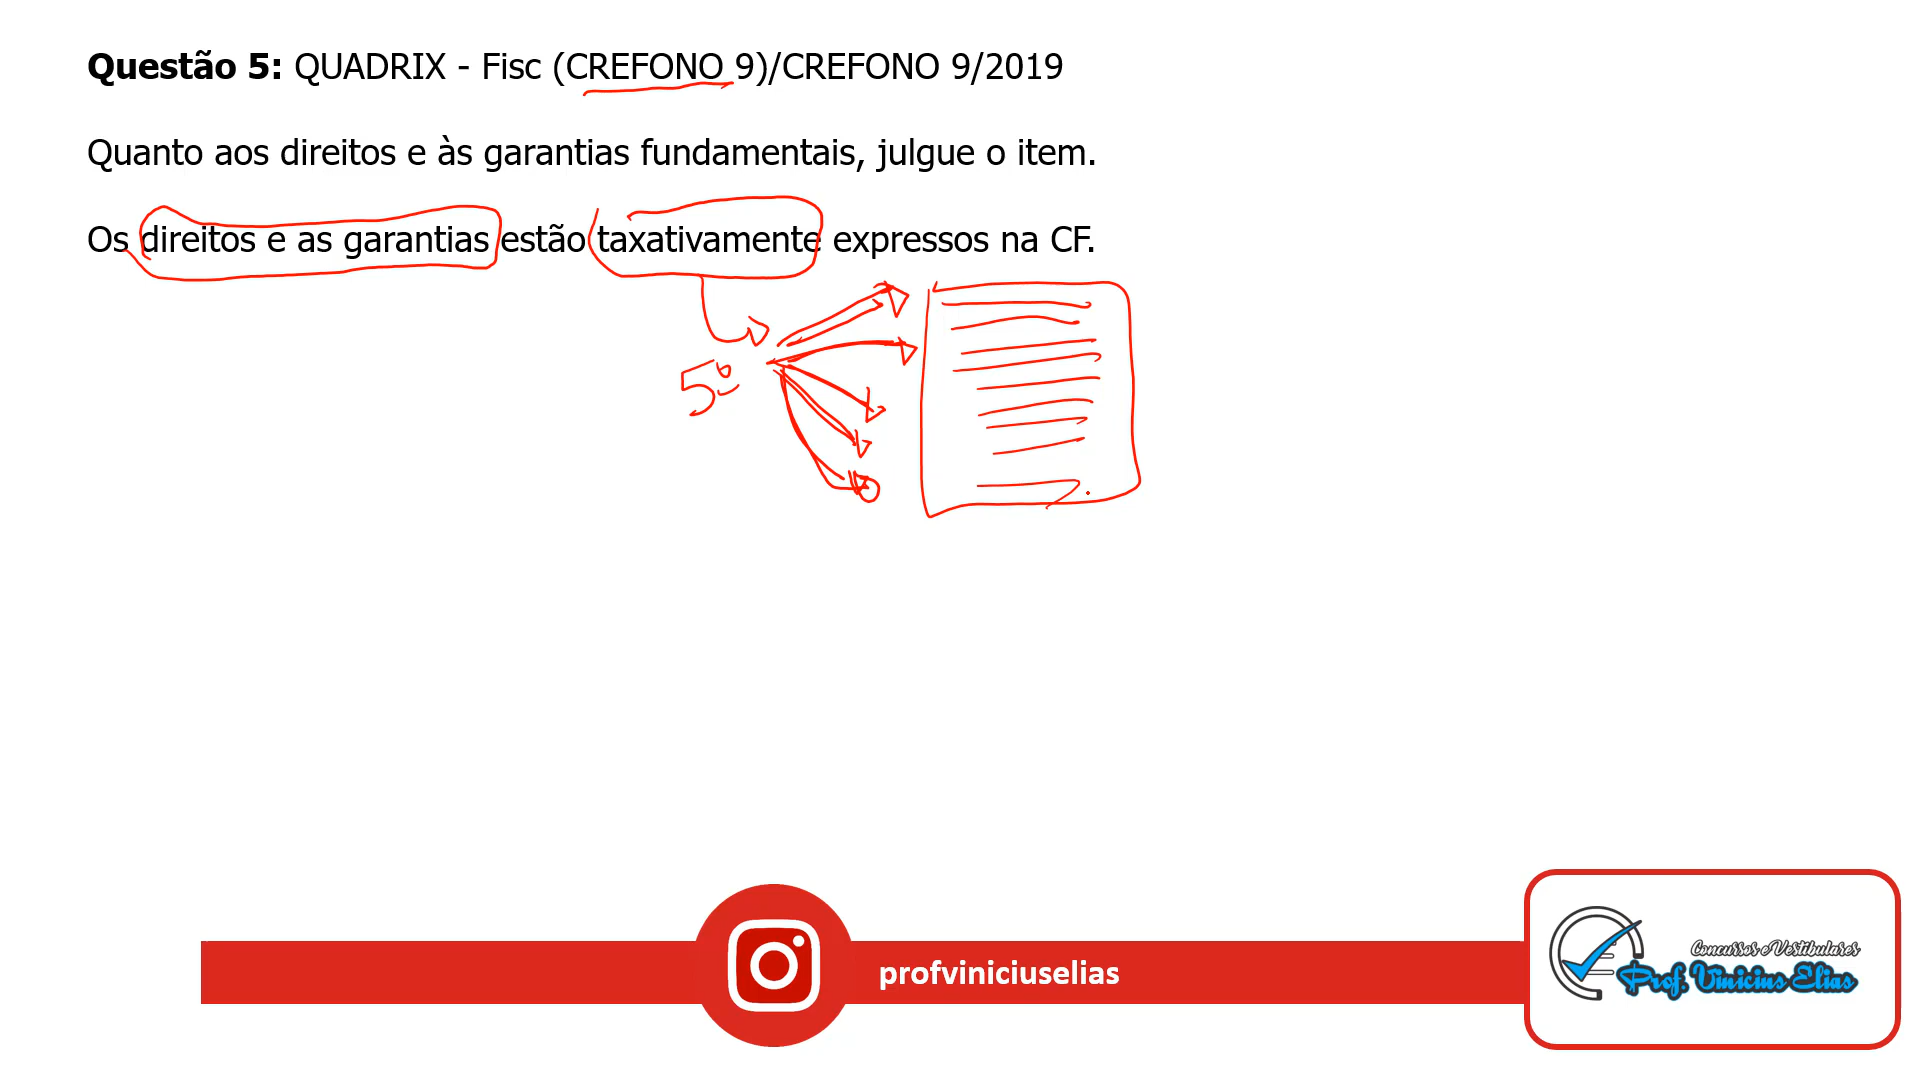 Questão 5: QUADRIX - Fisc (CREFONO 9)/CREFONO 9/2019
Quanto aos direitos e às garantias fundamentais, julgue o item.
Os direitos e as garantias estão taxativamente expressos na CF.
5º
profviniciuselias
Concursos e Vestibulares
Prof. Vinicius Elias